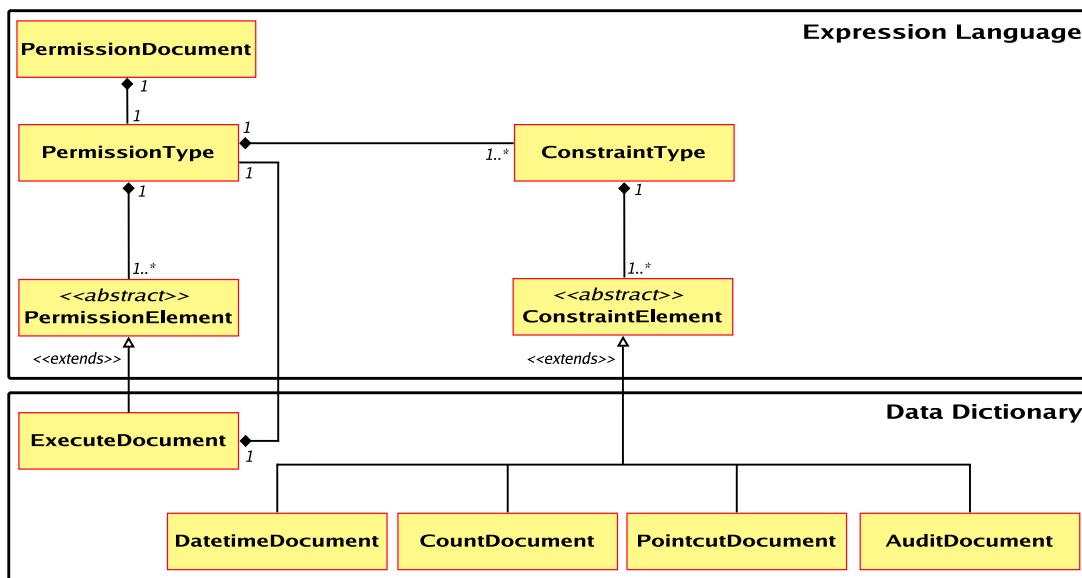 Expression Language
PermissionDocument
1
1
PermissionType
1
1..*
ConstraintType
1
1
1
1..*
1..*
<<abstract>>
PermissionElement
<<abstract>>
ConstraintElement
<<extends>>
<<extends>>
Data Dictionary
ExecuteDocument
1
DatetimeDocument
CountDocument
PointcutDocument
AuditDocument